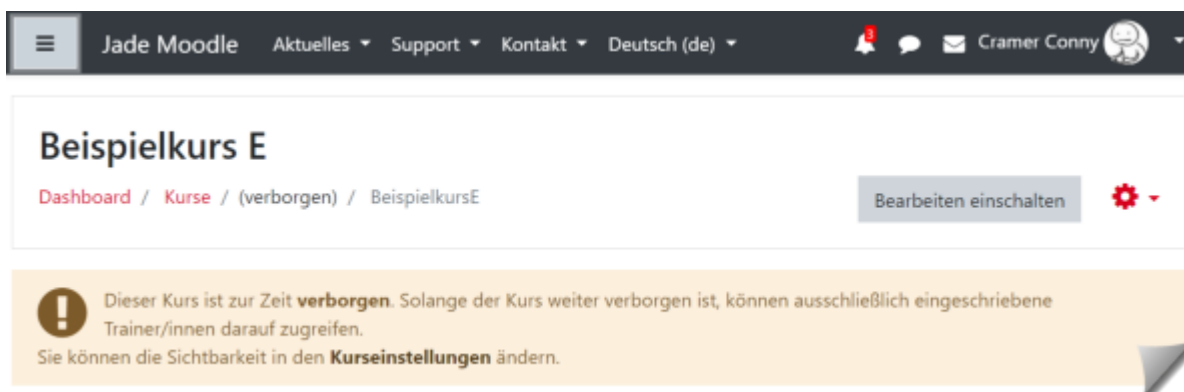 Jade Moodle Aktuelles Support Kontakt Deutsch (de) 3 Cramer Conny
Beispielkurs E
Dashboard / Kurse / (verborgen) / BeispielkursE
Bearbeiten einschalten
Dieser Kurs ist zur Zeit verborgen. Solange der Kurs weiter verborgen ist, können ausschließlich eingeschriebene
Trainer/innen darauf zugreifen.
Sie können die Sichtbarkeit in den Kurseinstellungen ändern.